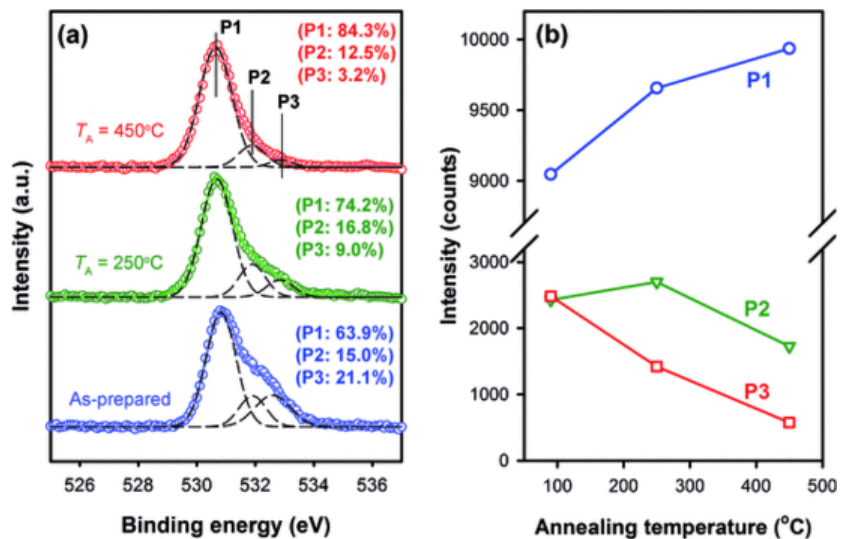 (a)
P1
(P1: 84.3%)
(P2: 12.5%)
(P3: 3.2%)
P2
P3
TA = 450°C
(P1: 74.2%)
(P2: 16.8%)
(P3: 9.0%)
TA = 250°C
(P1: 63.9%)
(P2: 15.0%)
(P3: 21.1%)
As-prepared
Intensity (a.u.)
526 528 530 532 534 536
Binding energy (eV)
(b)
10000
9500
9000
3000
2000
1000
0
P1
P2
P3
Intensity (counts)
100 200 300 400 500
Annealing temperature (°C)